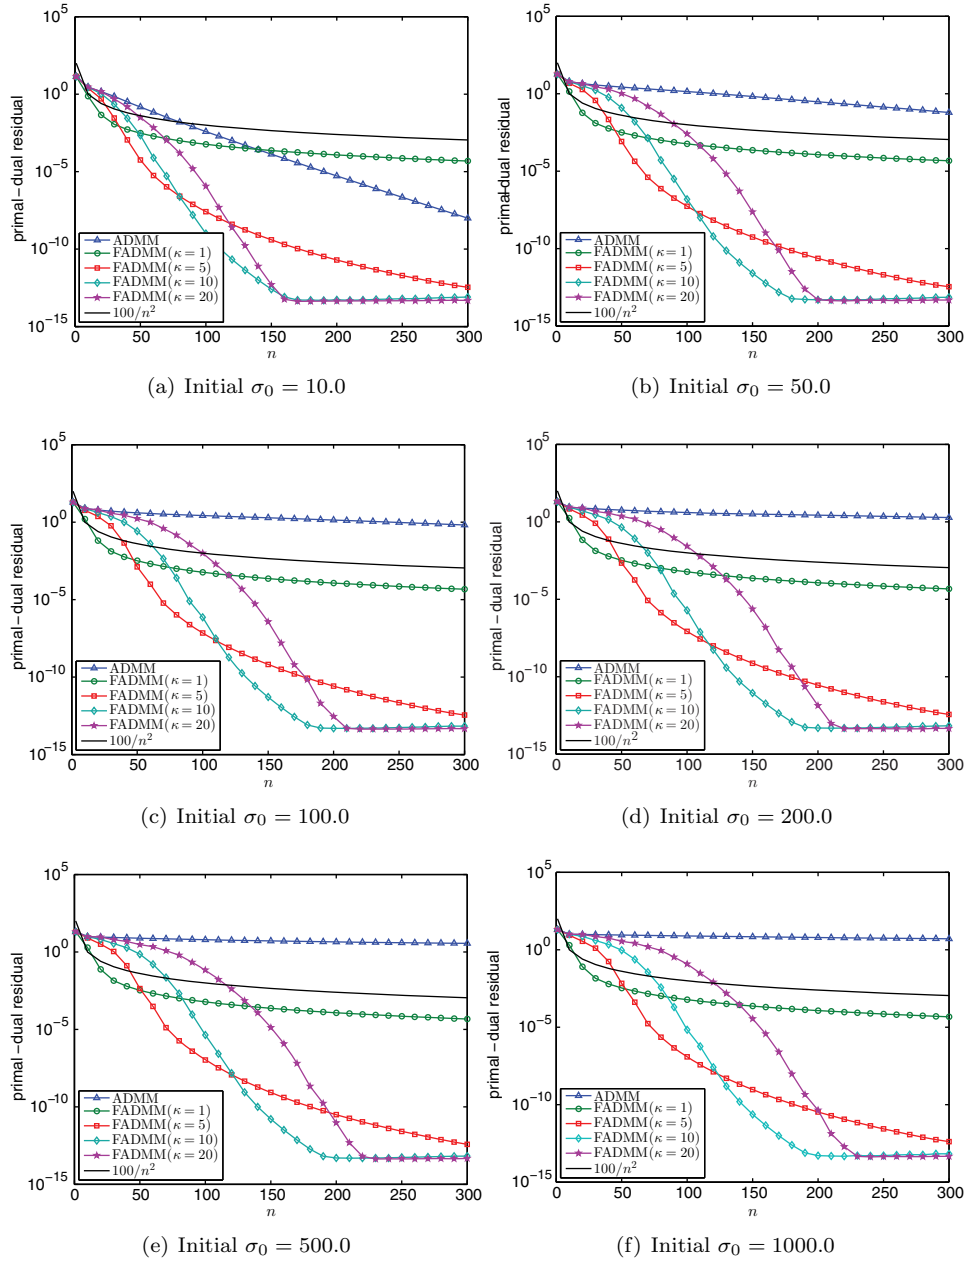 10^5
10^0
10^-5
10^-10
10^-15
primal-dual residual
ADMM
FADMM(κ = 1)
FADMM(κ = 5)
FADMM(κ = 10)
FADMM(κ = 20)
100/n^2
0 50 100 150 200 250 300
n
(a) Initial σ_0 = 10.0
10^5
10^0
10^-5
10^-10
10^-15
primal-dual residual
ADMM
FADMM(κ = 1)
FADMM(κ = 5)
FADMM(κ = 10)
FADMM(κ = 20)
100/n^2
0 50 100 150 200 250 300
n
(b) Initial σ_0 = 50.0
10^5
10^0
10^-5
10^-10
10^-15
primal-dual residual
ADMM
FADMM(κ = 1)
FADMM(κ = 5)
FADMM(κ = 10)
FADMM(κ = 20)
100/n^2
0 50 100 150 200 250 300
n
(c) Initial σ_0 = 100.0
10^5
10^0
10^-5
10^-10
10^-15
primal-dual residual
ADMM
FADMM(κ = 1)
FADMM(κ = 5)
FADMM(κ = 10)
FADMM(κ = 20)
100/n^2
0 50 100 150 200 250 300
n
(d) Initial σ_0 = 200.0
10^5
10^0
10^-5
10^-10
10^-15
primal-dual residual
ADMM
FADMM(κ = 1)
FADMM(κ = 5)
FADMM(κ = 10)
FADMM(κ = 20)
100/n^2
0 50 100 150 200 250 300
n
(e) Initial σ_0 = 500.0
10^5
10^0
10^-5
10^-10
10^-15
primal-dual residual
ADMM
FADMM(κ = 1)
FADMM(κ = 5)
FADMM(κ = 10)
FADMM(κ = 20)
100/n^2
0 50 100 150 200 250 300
n
(f) Initial σ_0 = 1000.0